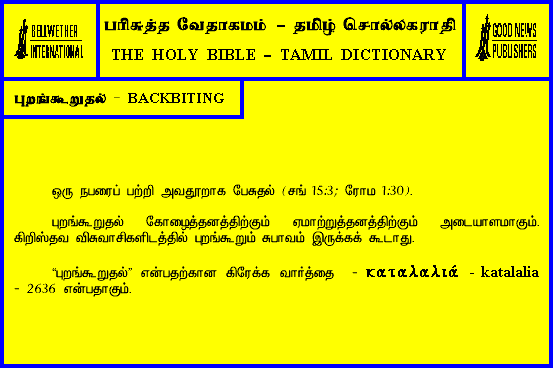 BELLWETHER
INTERNATIONAL
பரிசுத்த வேதாகமம் - தமிழ் சொல்லகராதி
THE HOLY BIBLE - TAMIL DICTIONARY
GOOD NEWS
PUBLISHERS
புறங்கூறுதல் - BACKBITING
ஒரு நபரைப் பற்றி அவதூறாக பேசுதல் (சங் 15:3; ரோம 1:30).
புறங்கூறுதல் கோழைத்தனத்திற்கும் ஏமாற்றுத்தனத்திற்கும் அடையாளமாகும்.
கிறிஸ்தவ விசுவாசிகளிடத்தில் புறங்கூறும் சுபாவம் இருக்கக் கூடாது.
“புறங்கூறுதல்” என்பதற்கான கிரேக்க வார்த்தை - καταλαλιά - katalalia
- 2636 என்பதாகும்.